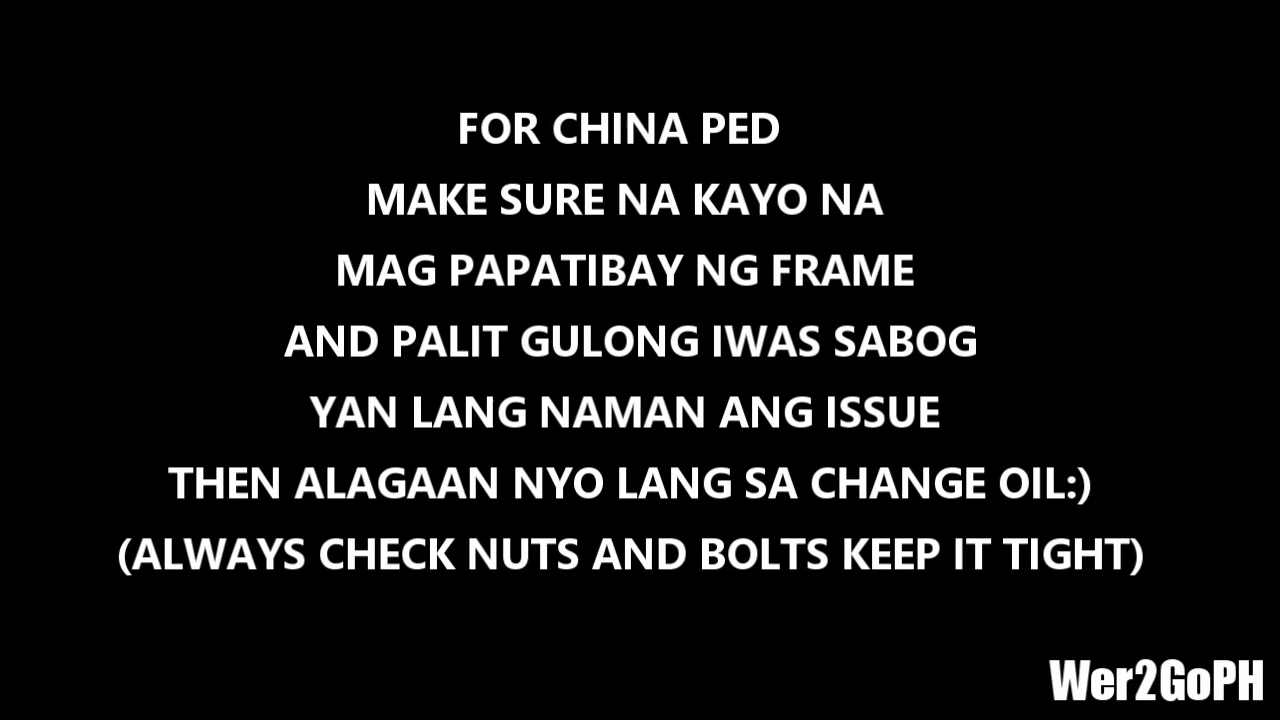 FOR CHINA PED
MAKE SURE NA KAYO NA
MAG PAPATIBAY NG FRAME
AND PALIT GULONG IWAS SABOG
YAN LANG NAMAN ANG ISSUE
THEN ALAGAAN NYO LANG SA CHANGE OIL:)
(ALWAYS CHECK NUTS AND BOLTS KEEP IT TIGHT)
Wer2GoPH